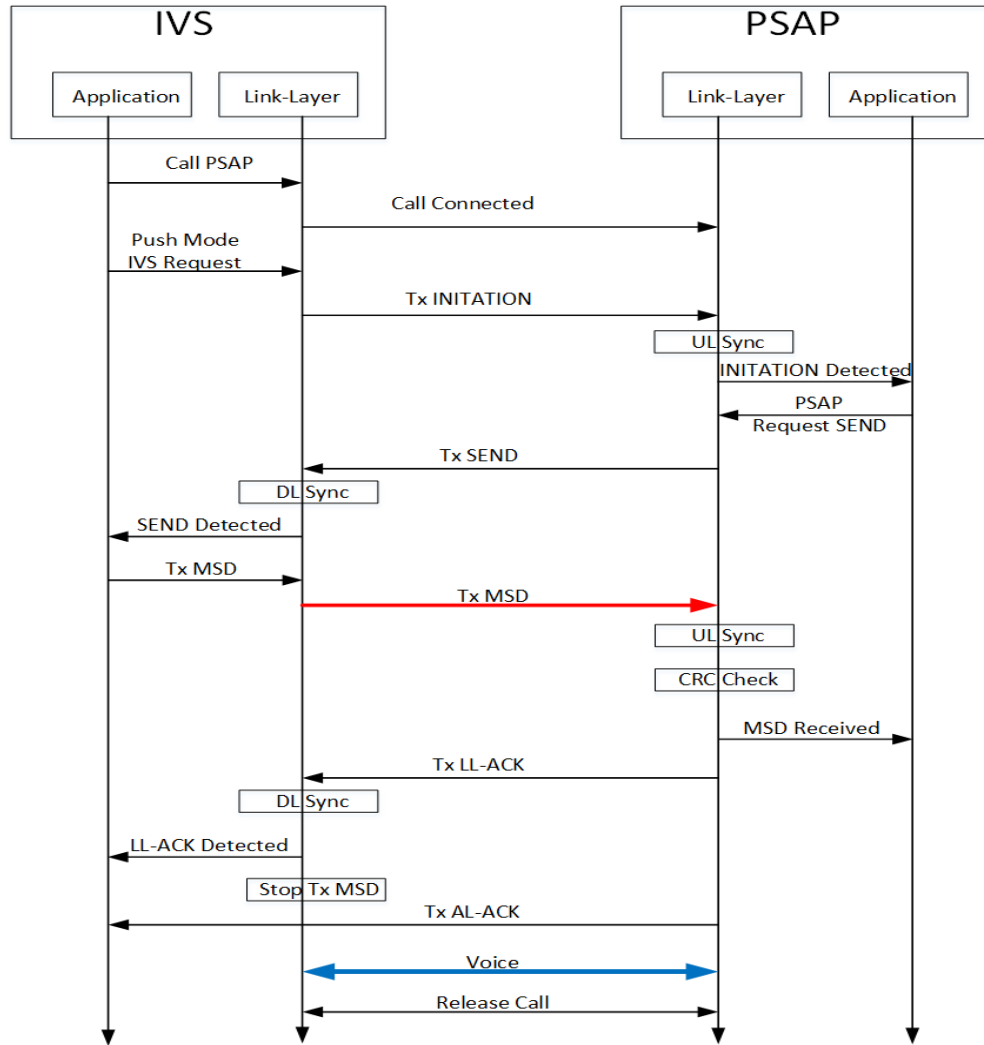 IVS
PSAP
Application
Link-Layer
Link-Layer
Application
Call PSAP
Call Connected
Push Mode
IVS Request
Tx INITATION
UL Sync
INITATION Detected
PSAP
Request SEND
Tx SEND
DL Sync
SEND Detected
Tx MSD
Tx MSD
UL Sync
CRC Check
MSD Received
Tx LL-ACK
DL Sync
LL-ACK Detected
Stop Tx MSD
Tx AL-ACK
Voice
Release Call